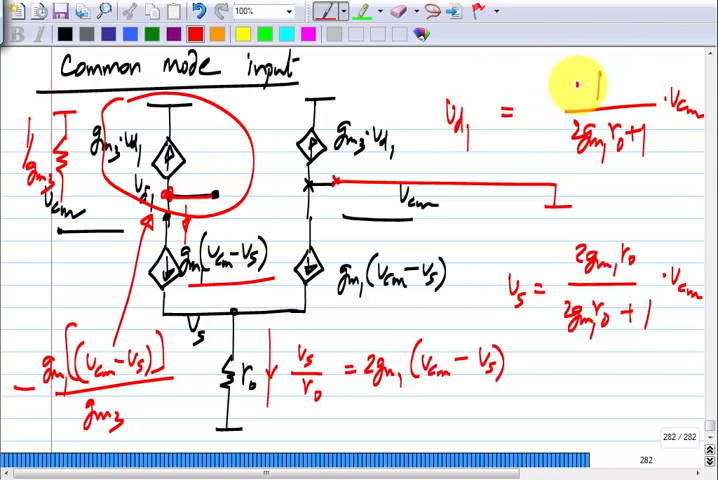 100%
B I
Common mode input
gm3·vd1
gm3·vd1
vd1 = 1 / (2gm1r0+1) · vcm
1/gm3
vd1
vcm
vcm
gm1(vcm-vs)
gm1(vcm-vs)
vs = 2gm1r0 / (2gm1r0 + 1) · vcm
vs
-gm1[(vcm-vs)] / gm3
r0
vs / r0 = 2gm1(vcm - vs)
282 / 282
282